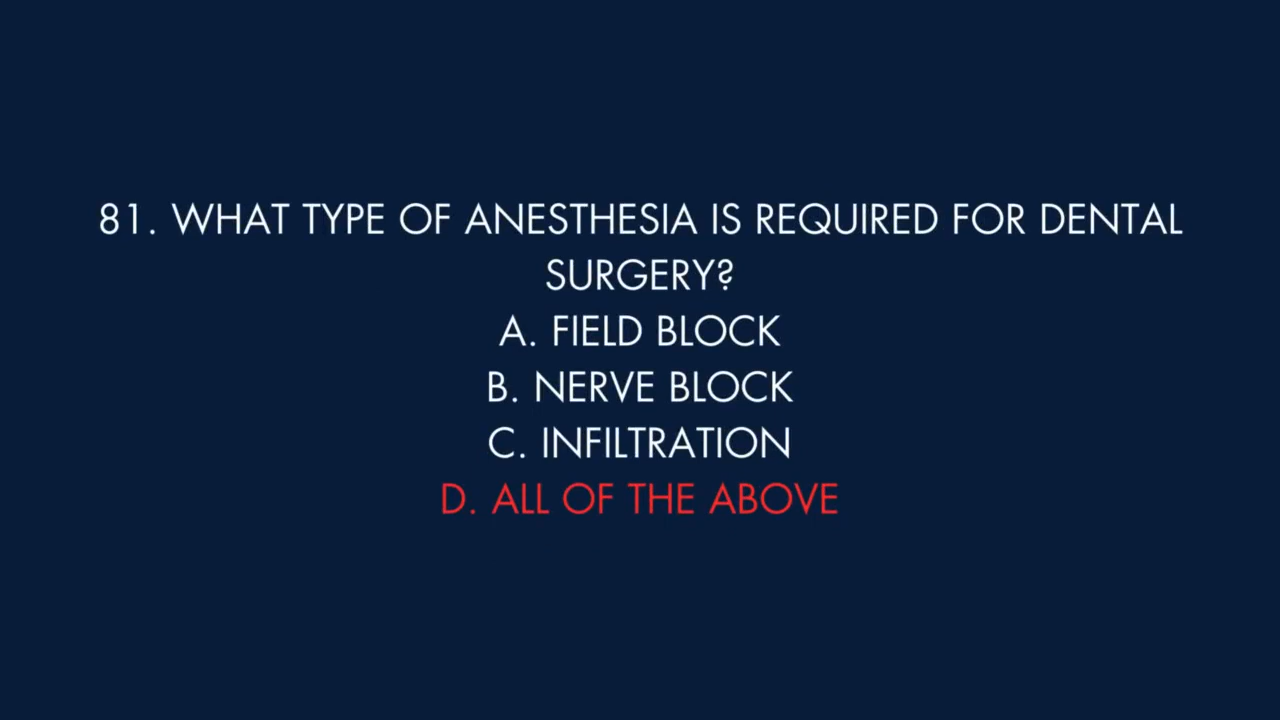 81. WHAT TYPE OF ANESTHESIA IS REQUIRED FOR DENTAL
SURGERY?
A. FIELD BLOCK
B. NERVE BLOCK
C. INFILTRATION
D. ALL OF THE ABOVE